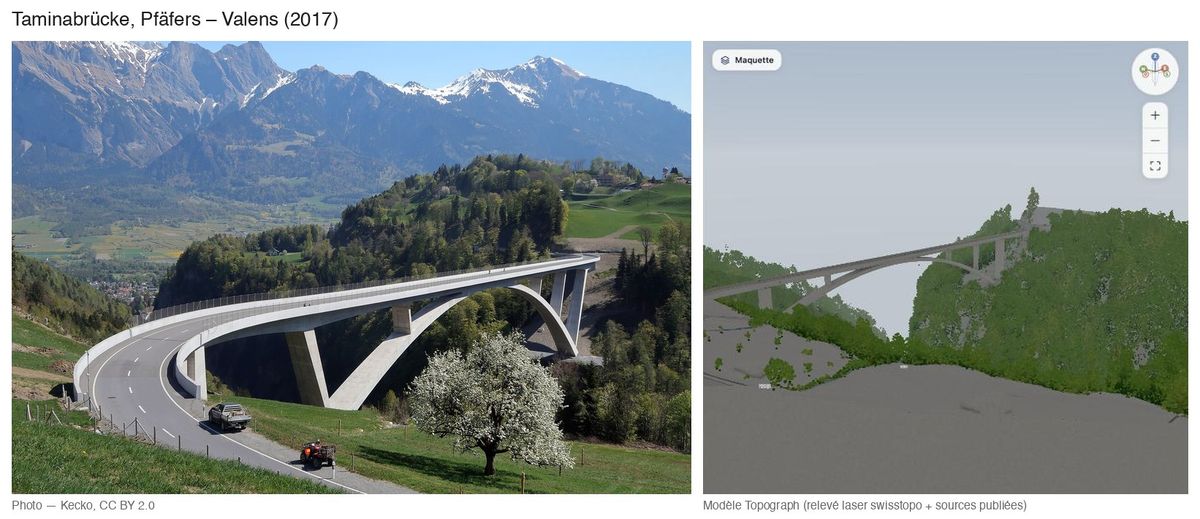 Taminabrücke, Pfäfers – Valens (2017)
Maquette
Photo — Kecko, CC BY 2.0
Modèle Topograph (relevé laser swisstopo + sources publiées)